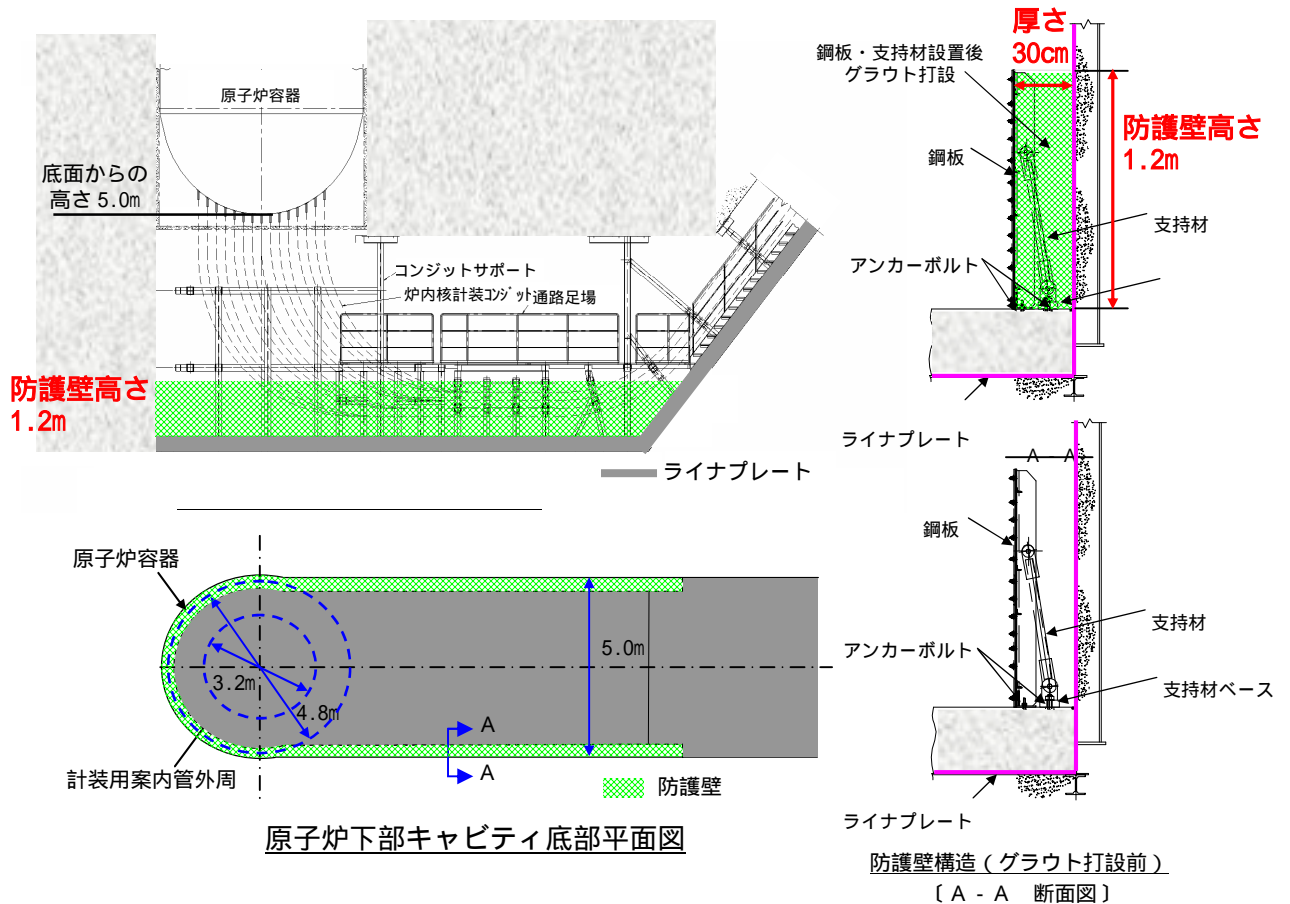 原子炉容器
底面からの
高さ 5.0m
コンジットサポート
炉内核計装ｺﾝｼﾞｯﾄ
通路足場
防護壁高さ
1.2m
ライナプレート
原子炉容器
3.2m
4.8m
5.0m
A
A
計装用案内管外周
防護壁
原子炉下部キャビティ底部平面図
厚さ
30cm
鋼板・支持材設置後
グラウト打設
防護壁高さ
1.2m
鋼板
支持材
アンカーボルト
ライナプレート
A - A
鋼板
支持材
アンカーボルト
支持材ベース
ライナプレート
防護壁構造（グラウト打設前）
〔 A - A 断面図〕